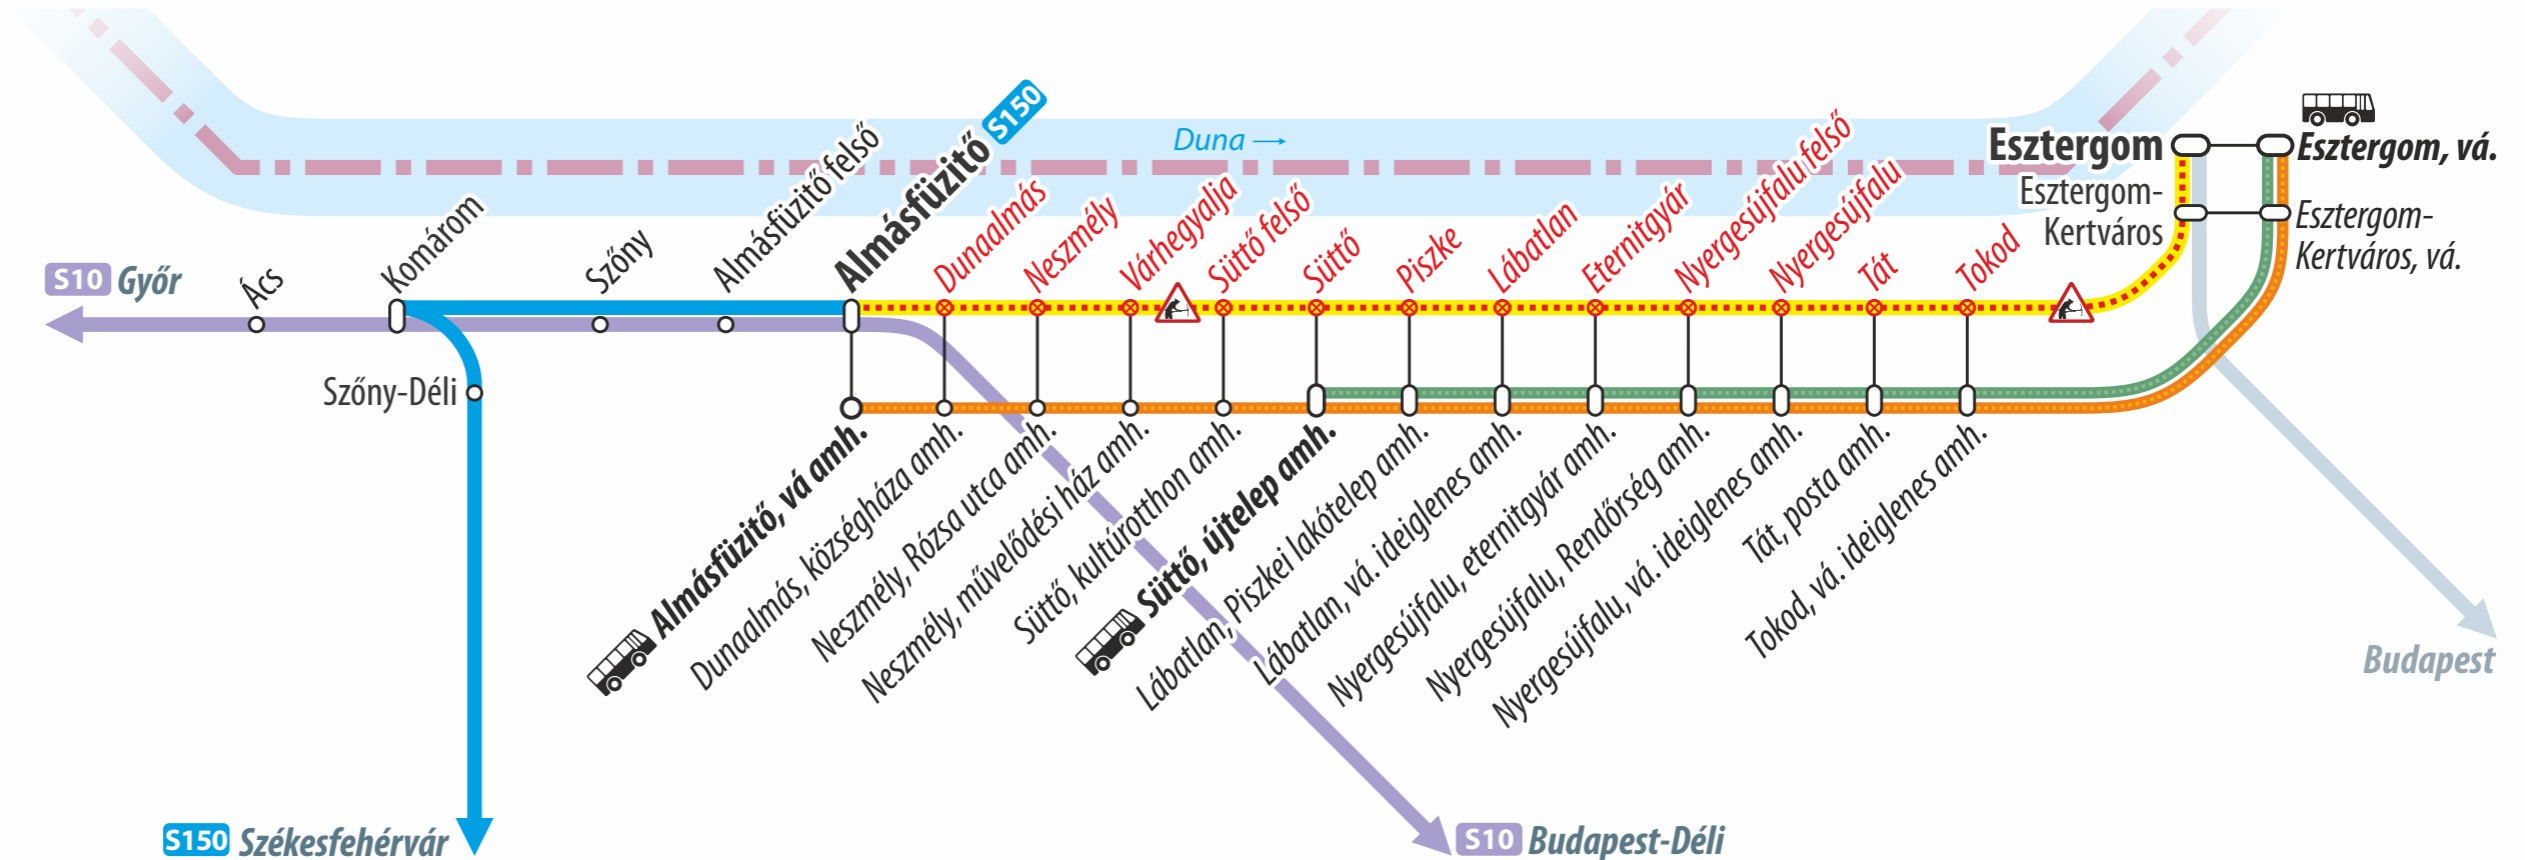 Duna →
S10 Győr
Ács
Komárom
Szőny
Almásfüzitő felső
Almásfüzitő S150
Dunaalmás
Neszmély
Várhegyalja
Süttő felső
Süttő
Piszke
Lábatlan
Eternitgyár
Nyergesújfalu felső
Nyergesújfalu
Tát
Tokod
Esztergom
Esztergom-
Kertváros
Esztergom, vá.
Esztergom-
Kertváros, vá.
Szőny-Déli
Almásfüzitő, vá amh.
Dunaalmás, községháza amh.
Neszmély, Rózsa utca amh.
Neszmély, művelődési ház amh.
Süttő, kultúrotthon amh.
Süttő, újtelep amh.
Lábatlan, Piszkei lakótelep amh.
Lábatlan, vá. ideiglenes amh.
Nyergesújfalu, eternitgyár amh.
Nyergesújfalu, Rendőrség amh.
Nyergesújfalu, vá. ideiglenes amh.
Tát, posta amh.
Tokod, vá. ideiglenes amh.
Budapest
S150 Székesfehérvár
S10 Budapest-Déli